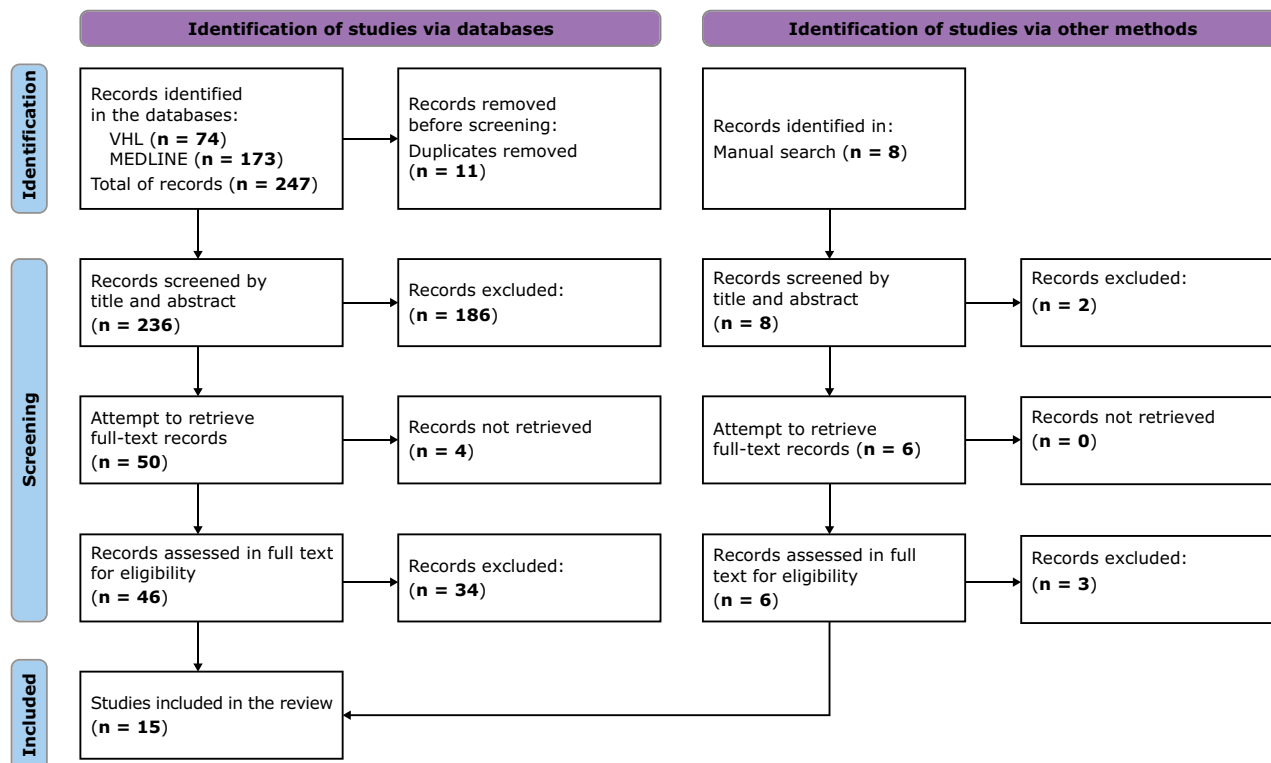 Identification of studies via databases
Identification of studies via other methods
Identification
Records identified
in the databases:
VHL (n = 74)
MEDLINE (n = 173)
Total of records (n = 247)
Records removed
before screening:
Duplicates removed
(n = 11)
Records identified in:
Manual search (n = 8)
Screening
Records screened by
title and abstract
(n = 236)
Records excluded:
(n = 186)
Records screened by
title and abstract
(n = 8)
Records excluded:
(n = 2)
Attempt to retrieve
full-text records
(n = 50)
Records not retrieved
(n = 4)
Attempt to retrieve
full-text records (n = 6)
Records not retrieved
(n = 0)
Records assessed in full text
for eligibility
(n = 46)
Records excluded:
(n = 34)
Records assessed in full
text for eligibility
(n = 6)
Records excluded:
(n = 3)
Included
Studies included in the review
(n = 15)